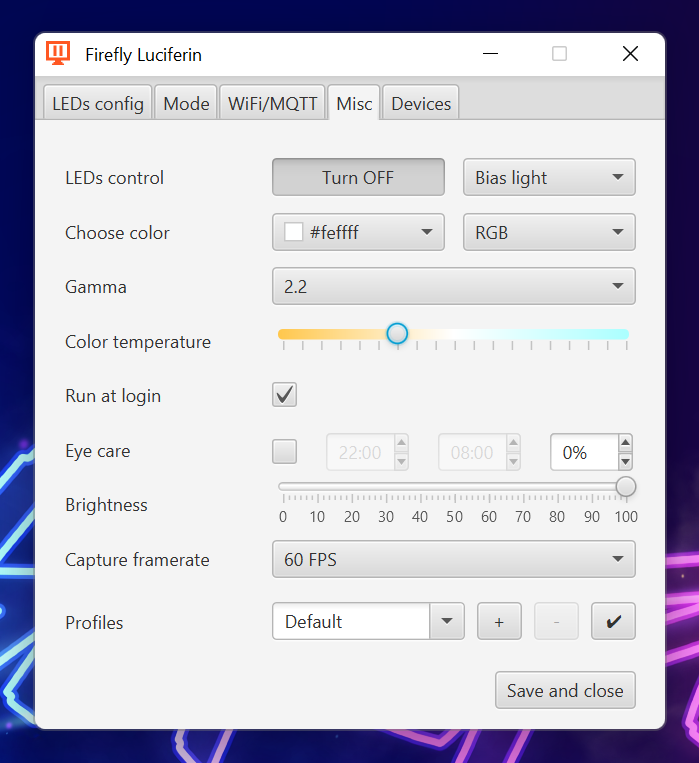 Firefly Luciferin
LEDs config Mode WiFi/MQTT Misc Devices
LEDs control Turn OFF Bias light
Choose color #feffff RGB
Gamma 2.2
Color temperature
Run at login
Eye care 22:00 08:00 0%
Brightness
0 10 20 30 40 50 60 70 80 90 100
Capture framerate 60 FPS
Profiles Default + - ✔
Save and close